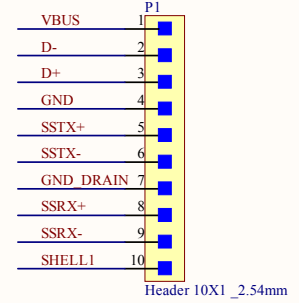 P1
VBUS 1
D- 2
D+ 3
GND 4
SSTX+ 5
SSTX- 6
GND_DRAIN 7
SSRX+ 8
SSRX- 9
SHELL1 10
Header 10X1 _2.54mm